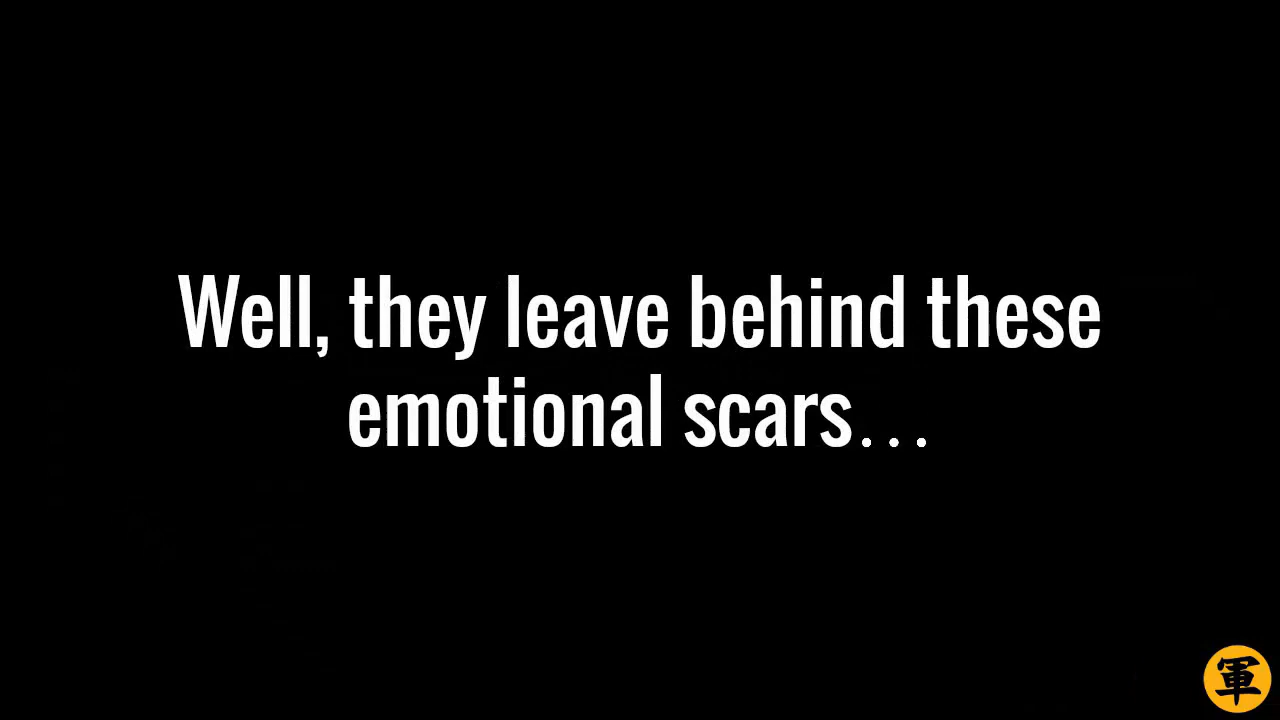 Well, they leave behind these
emotional scars…
軍